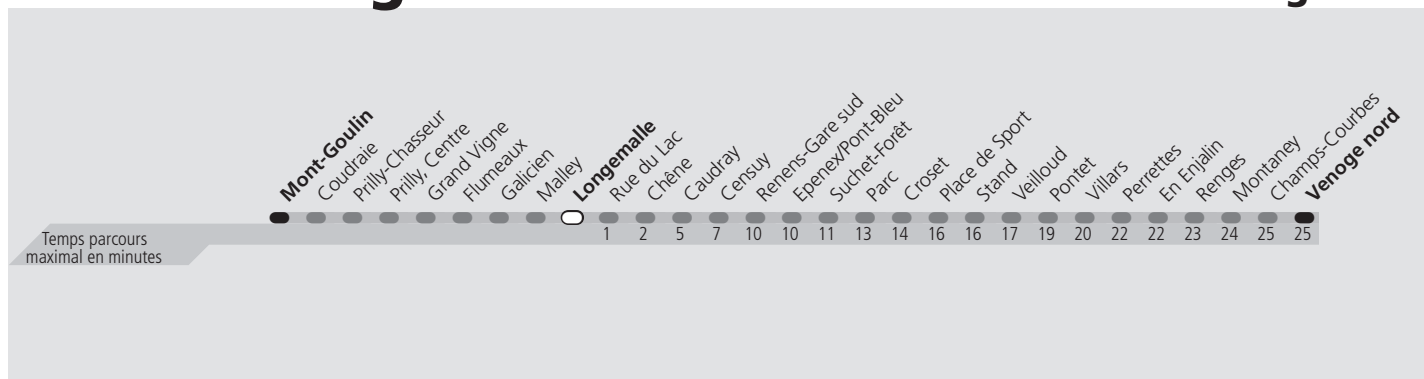 Mont-Goulin
Coudraie
Prilly-Chasseur
Prilly, Centre
Grand Vigne
Flumeaux
Galicien
Malley
Longemalle
Rue du Lac
Chêne
Caudray
Censuy
Renens-Gare sud
Epenex/Pont-Bleu
Suchet-Forêt
Parc
Croset
Place de Sport
Stand
Veilloud
Pontet
Villars
Perrettes
En Enjalin
Renges
Montaney
Champs-Courbes
Venoge nord
Temps parcours
maximal en minutes
1 2 5 7 10 10 11 13 14 16 16 17 19 20 22 22 23 24 25 25